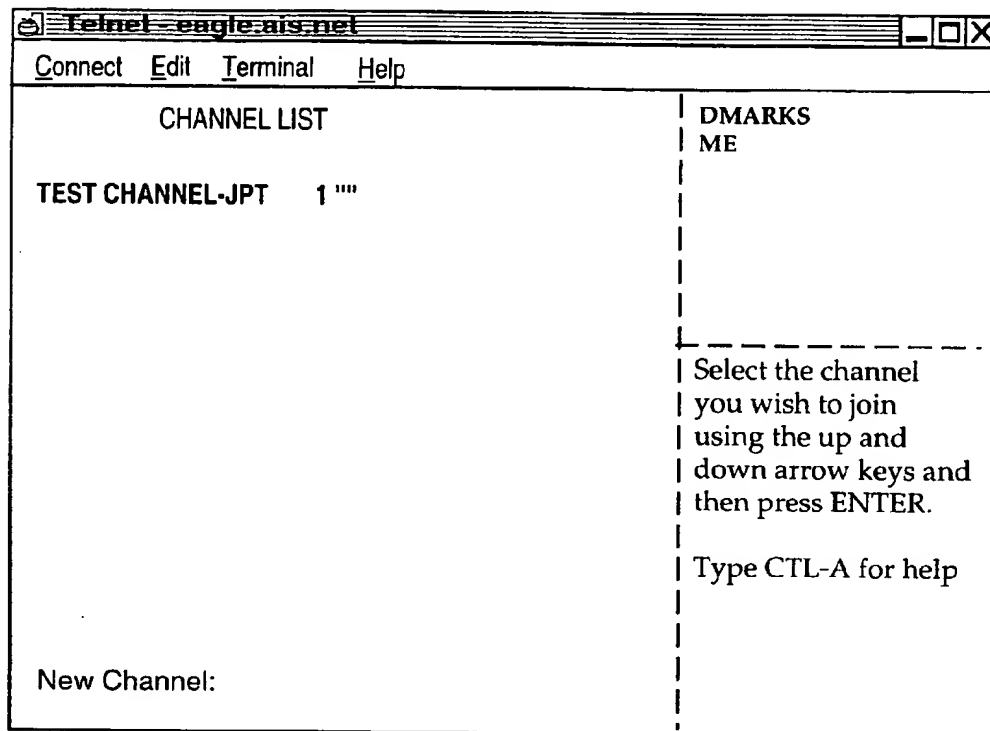 Telnet - eagle.ais.net
Connect Edit Terminal Help
CHANNEL LIST
TEST CHANNEL-JPT 1 ""
New Channel:
DMARKS
ME
Select the channel
you wish to join
using the up and
down arrow keys and
then press ENTER.
Type CTL-A for help